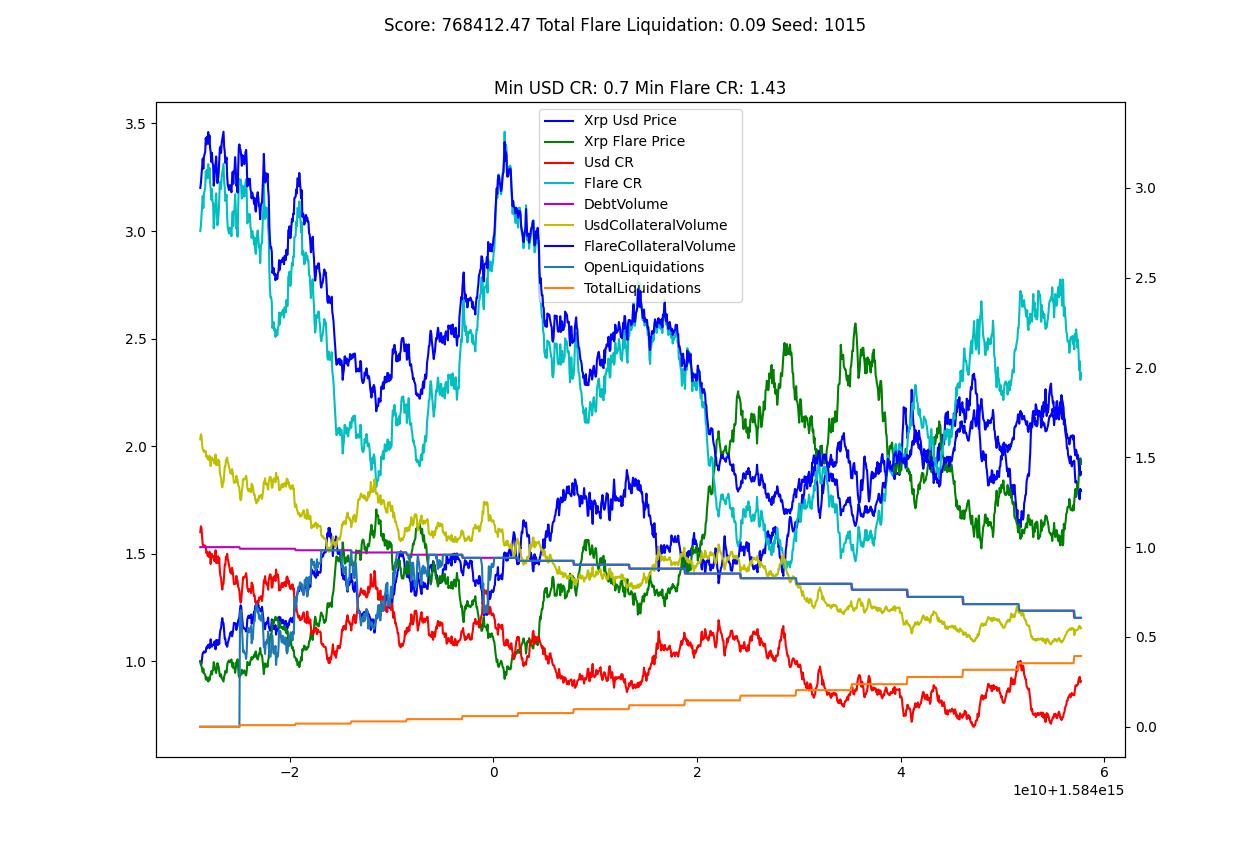 Score: 768412.47 Total Flare Liquidation: 0.09 Seed: 1015
Min USD CR: 0.7 Min Flare CR: 1.43
3.5
3.0
2.5
2.0
1.5
1.0
Xrp Usd Price
Xrp Flare Price
Usd CR
Flare CR
DebtVolume
UsdCollateralVolume
FlareCollateralVolume
OpenLiquidations
TotalLiquidations
3.0
2.5
2.0
1.5
1.0
0.5
0.0
−2 0 2 4 6
1e10+1.584e15